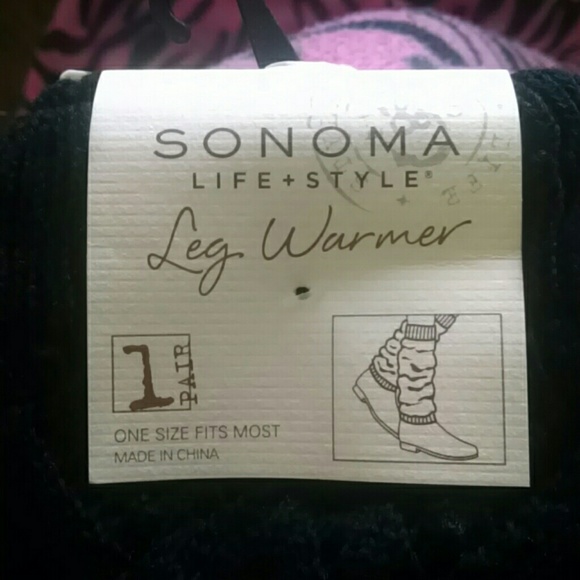 SONOMA
LIFE+STYLE®
Leg Warmer
1 PAIR
ONE SIZE FITS MOST
MADE IN CHINA